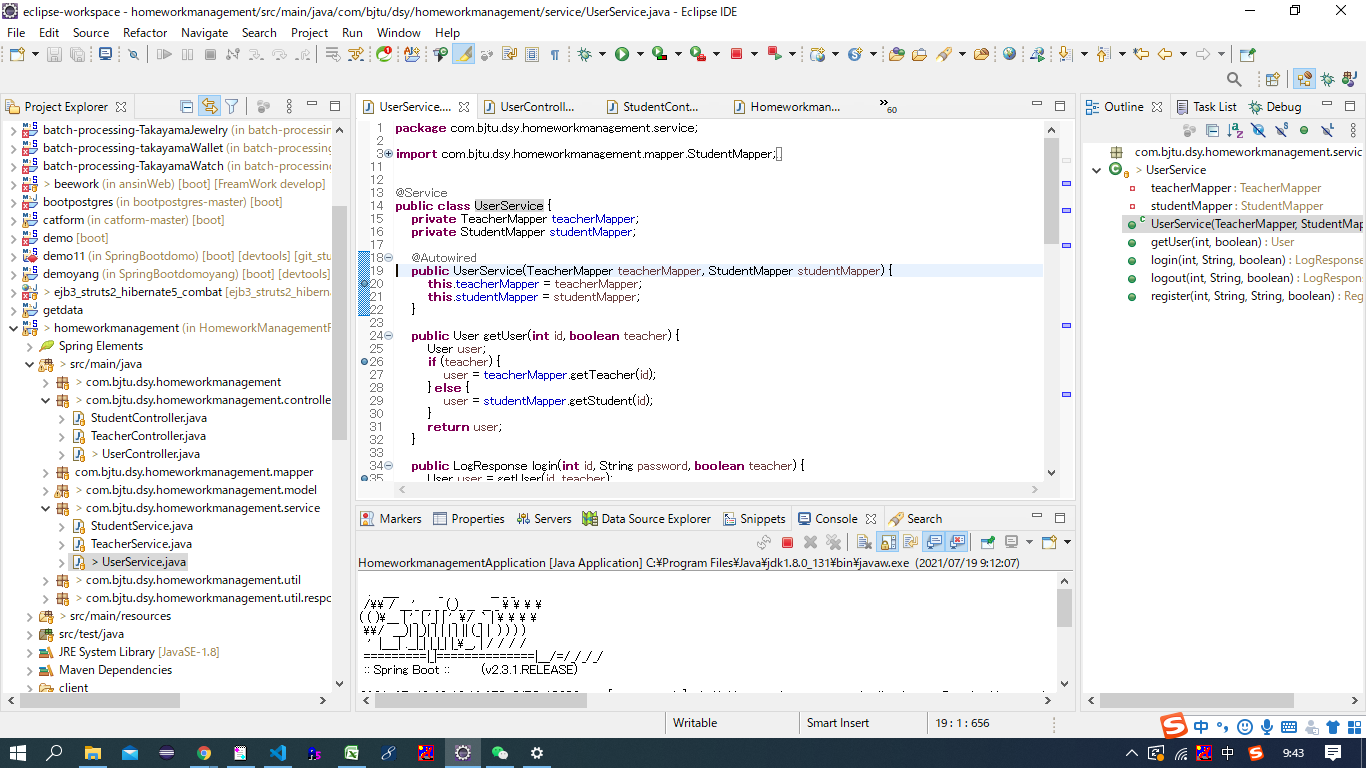 eclipse-workspace - homeworkmanagement/src/main/java/com/bjtu/dsy/homeworkmanagement/service/UserService.java - Eclipse IDE
File Edit Source Refactor Navigate Search Project Run Window Help
Project Explorer
batch-processing-TakayamaJewelry (in batch-processin
batch-processing-TakayamaWallet (in batch-processing
batch-processing-TakayamaWatch (in batch-processing
> beework (in ansinWeb) [boot] [FreamWork develop]
bootpostgres (in bootpostgres-master) [boot]
catform (in catform-master) [boot]
demo [boot]
demo11 (in SpringBootdomo) [boot] [devtools] [git_stu
demoyang (in SpringBootdomoyang) [boot] [devtools]
> ejb3_struts2_hibernate5_combat [ejb3_struts2_hibern
getdata
> homeworkmanagement (in HomeworkManagementP
Spring Elements
> src/main/java
> com.bjtu.dsy.homeworkmanagement
> com.bjtu.dsy.homeworkmanagement.controlle
StudentController.java
TeacherController.java
> UserController.java
com.bjtu.dsy.homeworkmanagement.mapper
> com.bjtu.dsy.homeworkmanagement.model
> com.bjtu.dsy.homeworkmanagement.service
StudentService.java
TeacherService.java
> UserService.java
> com.bjtu.dsy.homeworkmanagement.util
> com.bjtu.dsy.homeworkmanagement.util.respo
> src/main/resources
src/test/java
JRE System Library [JavaSE-1.8]
Maven Dependencies
client
UserService.... UserControll... StudentCont... Homeworkman... »60
1 package com.bjtu.dsy.homeworkmanagement.service;
2
3 import com.bjtu.dsy.homeworkmanagement.mapper.StudentMapper;
11
12
13 @Service
14 public class UserService {
15 private TeacherMapper teacherMapper;
16 private StudentMapper studentMapper;
17
18 @Autowired
19 public UserService(TeacherMapper teacherMapper, StudentMapper studentMapper) {
20 this.teacherMapper = teacherMapper;
21 this.studentMapper = studentMapper;
22 }
23
24 public User getUser(int id, boolean teacher) {
25 User user;
26 if (teacher) {
27 user = teacherMapper.getTeacher(id);
28 } else {
29 user = studentMapper.getStudent(id);
30 }
31 return user;
32 }
33
34 public LogResponse login(int id, String password, boolean teacher) {
35 User user = getUser(id, teacher);
Markers Properties Servers Data Source Explorer Snippets Console Search
HomeworkmanagementApplication [Java Application] C:¥Program Files¥Java¥jdk1.8.0_131¥bin¥javaw.exe (2021/07/19 9:12:07)
:: Spring Boot :: (v2.3.1.RELEASE)
Outline Task List Debug
com.bjtu.dsy.homeworkmanagement.servic
> UserService
teacherMapper : TeacherMapper
studentMapper : StudentMapper
UserService(TeacherMapper, StudentMap
getUser(int, boolean) : User
login(int, String, boolean) : LogResponse
logout(int, String, boolean) : LogRespon
register(int, String, String, boolean) : Reg
Writable Smart Insert 19 : 1 : 656
中
中 9:43